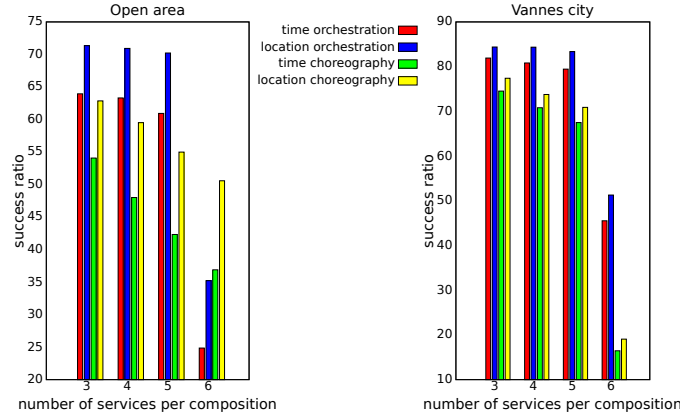 Open area
75
70
65
60
55
50
45
40
35
30
25
20
success ratio
3 4 5 6
number of services per composition
time orchestration
location orchestration
time choreography
location choreography
Vannes city
90
80
70
60
50
40
30
20
10
success ratio
3 4 5 6
number of services per composition